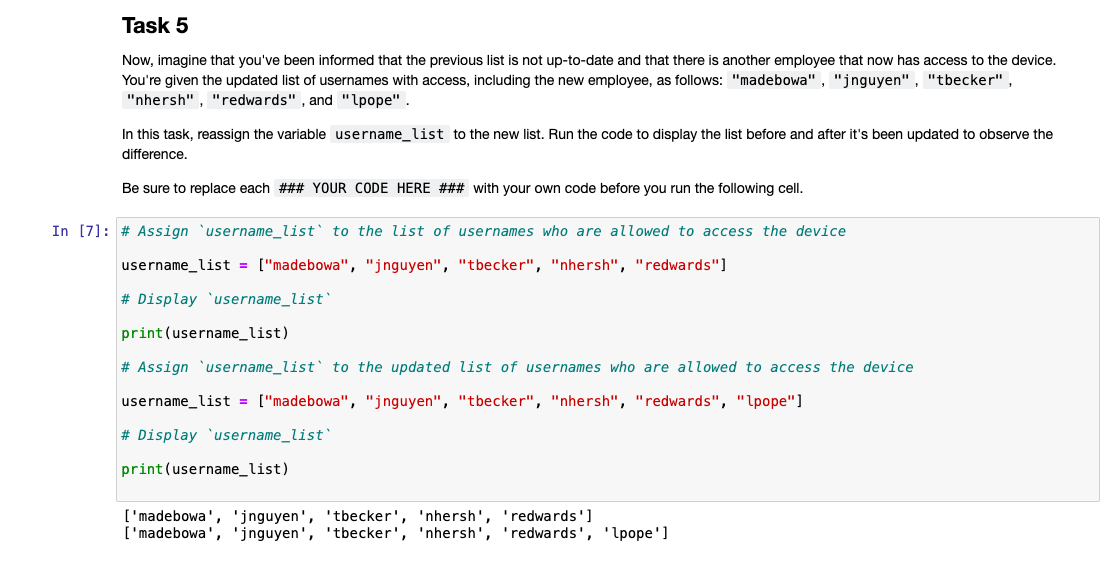 Task 5
Now, imagine that you've been informed that the previous list is not up-to-date and that there is another employee that now has access to the device.
You're given the updated list of usernames with access, including the new employee, as follows: "madebowa" , "jnguyen" , "tbecker" ,
"nhersh" , "redwards" , and "lpope" .
In this task, reassign the variable username_list to the new list. Run the code to display the list before and after it's been updated to observe the
difference.
Be sure to replace each ### YOUR CODE HERE ### with your own code before you run the following cell.
In [7]: # Assign `username_list` to the list of usernames who are allowed to access the device
username_list = ["madebowa", "jnguyen", "tbecker", "nhersh", "redwards"]
# Display `username_list`
print(username_list)
# Assign `username_list` to the updated list of usernames who are allowed to access the device
username_list = ["madebowa", "jnguyen", "tbecker", "nhersh", "redwards", "lpope"]
# Display `username_list`
print(username_list)
['madebowa', 'jnguyen', 'tbecker', 'nhersh', 'redwards']
['madebowa', 'jnguyen', 'tbecker', 'nhersh', 'redwards', 'lpope']